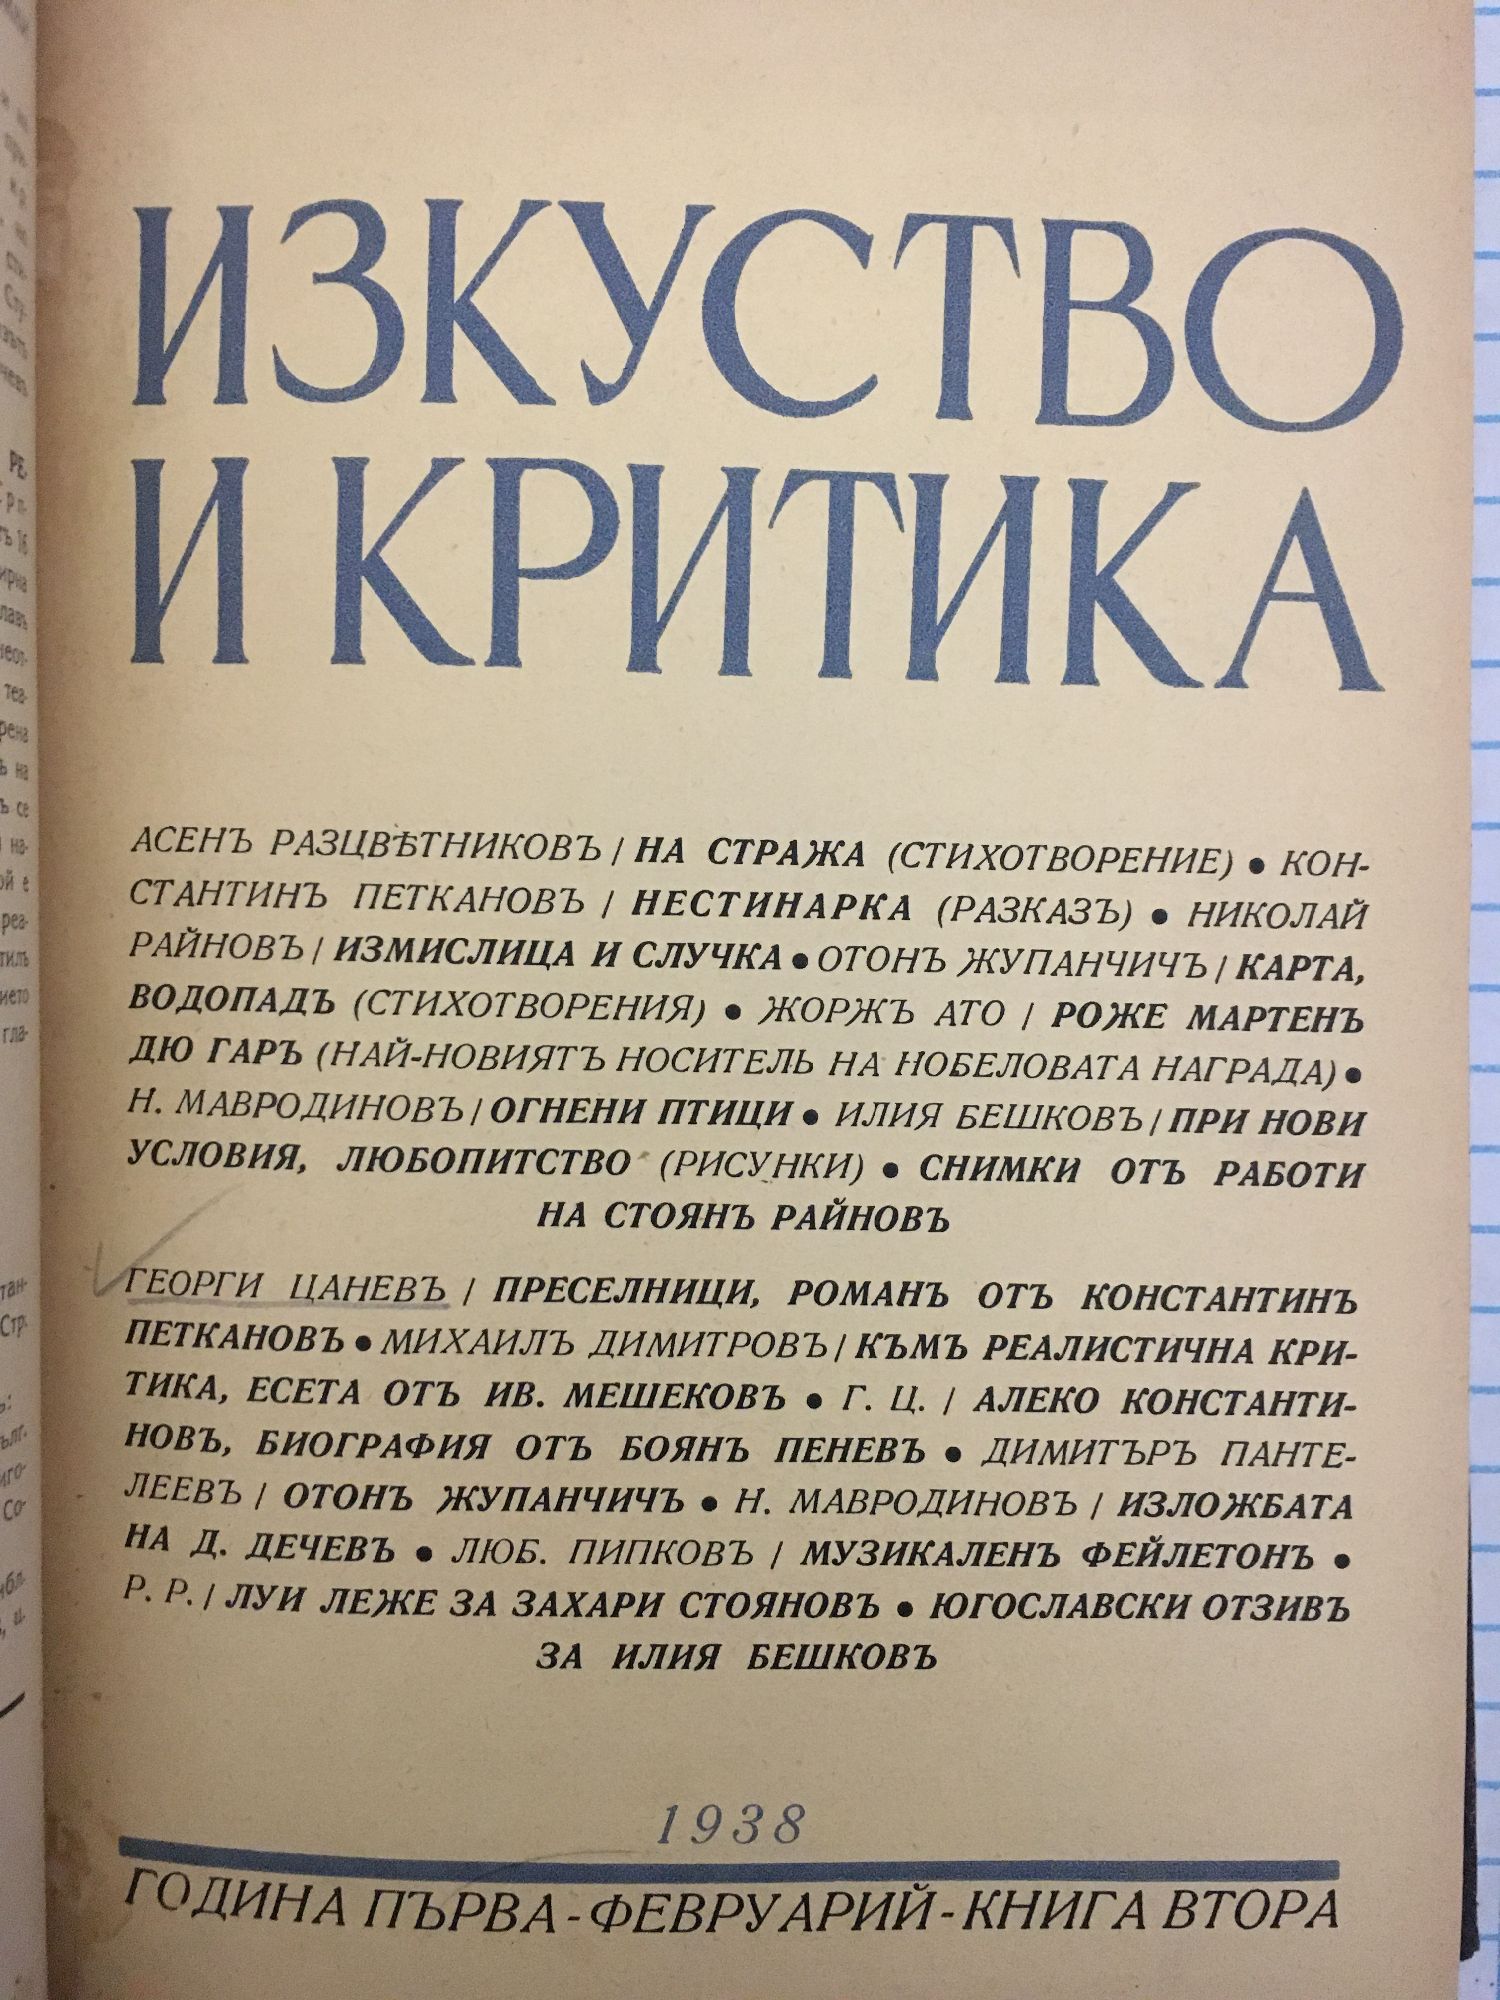 ИЗКУСТВО
И КРИТИКА
АСЕНЪ РАЗЦВѢТНИКОВЪ / НА СТРАЖА (СТИХОТВОРЕНИЕ) ● КОН-
СТАНТИНЪ ПЕТКАНОВЪ / НЕСТИНАРКА (РАЗКАЗЪ) ● НИКОЛАЙ
РАЙНОВЪ / ИЗМИСЛИЦА И СЛУЧКА ● ОТОНЪ ЖУПАНЧИЧЪ / КАРТА,
ВОДОПАДЪ (СТИХОТВОРЕНИЯ) ● ЖОРЖЪ АТО / РОЖЕ МАРТЕНЪ
ДЮ ГАРЪ (НАЙ-НОВИЯТЪ НОСИТЕЛЬ НА НОБЕЛОВАТА НАГРАДА) ●
Н. МАВРОДИНОВЪ / ОГНЕНИ ПТИЦИ ● ИЛИЯ БЕШКОВЪ / ПРИ НОВИ
УСЛОВИЯ, ЛЮБОПИТСТВО (РИСУНКИ) ● СНИМКИ ОТЪ РАБОТИ
НА СТОЯНЪ РАЙНОВЪ
ГЕОРГИ ЦАНЕВЪ / ПРЕСЕЛНИЦИ, РОМАНЪ ОТЪ КОНСТАНТИНЪ
ПЕТКАНОВЪ ● МИХАИЛЪ ДИМИТРОВЪ / КЪМЪ РЕАЛИСТИЧНА КРИ-
ТИКА, ЕСЕТА ОТЪ ИВ. МЕШЕКОВЪ ● Г. Ц. / АЛЕКО КОНСТАНТИ-
НОВЪ, БИОГРАФИЯ ОТЪ БОЯНЪ ПЕНЕВЪ ● ДИМИТЪРЪ ПАНТЕ-
ЛЕЕВЪ / ОТОНЪ ЖУПАНЧИЧЪ ● Н. МАВРОДИНОВЪ / ИЗЛОЖБАТА
НА Д. ДЕЧЕВЪ ● ЛЮБ. ПИПКОВЪ / МУЗИКАЛЕНЪ ФЕЙЛЕТОНЪ ●
Р. Р. / ЛУИ ЛЕЖЕ ЗА ЗАХАРИ СТОЯНОВЪ ● ЮГОСЛАВСКИ ОТЗИВЪ
ЗА ИЛИЯ БЕШКОВЪ
1938
ГОДИНА ПЪРВА - ФЕВРУАРИЙ - КНИГА ВТОРА